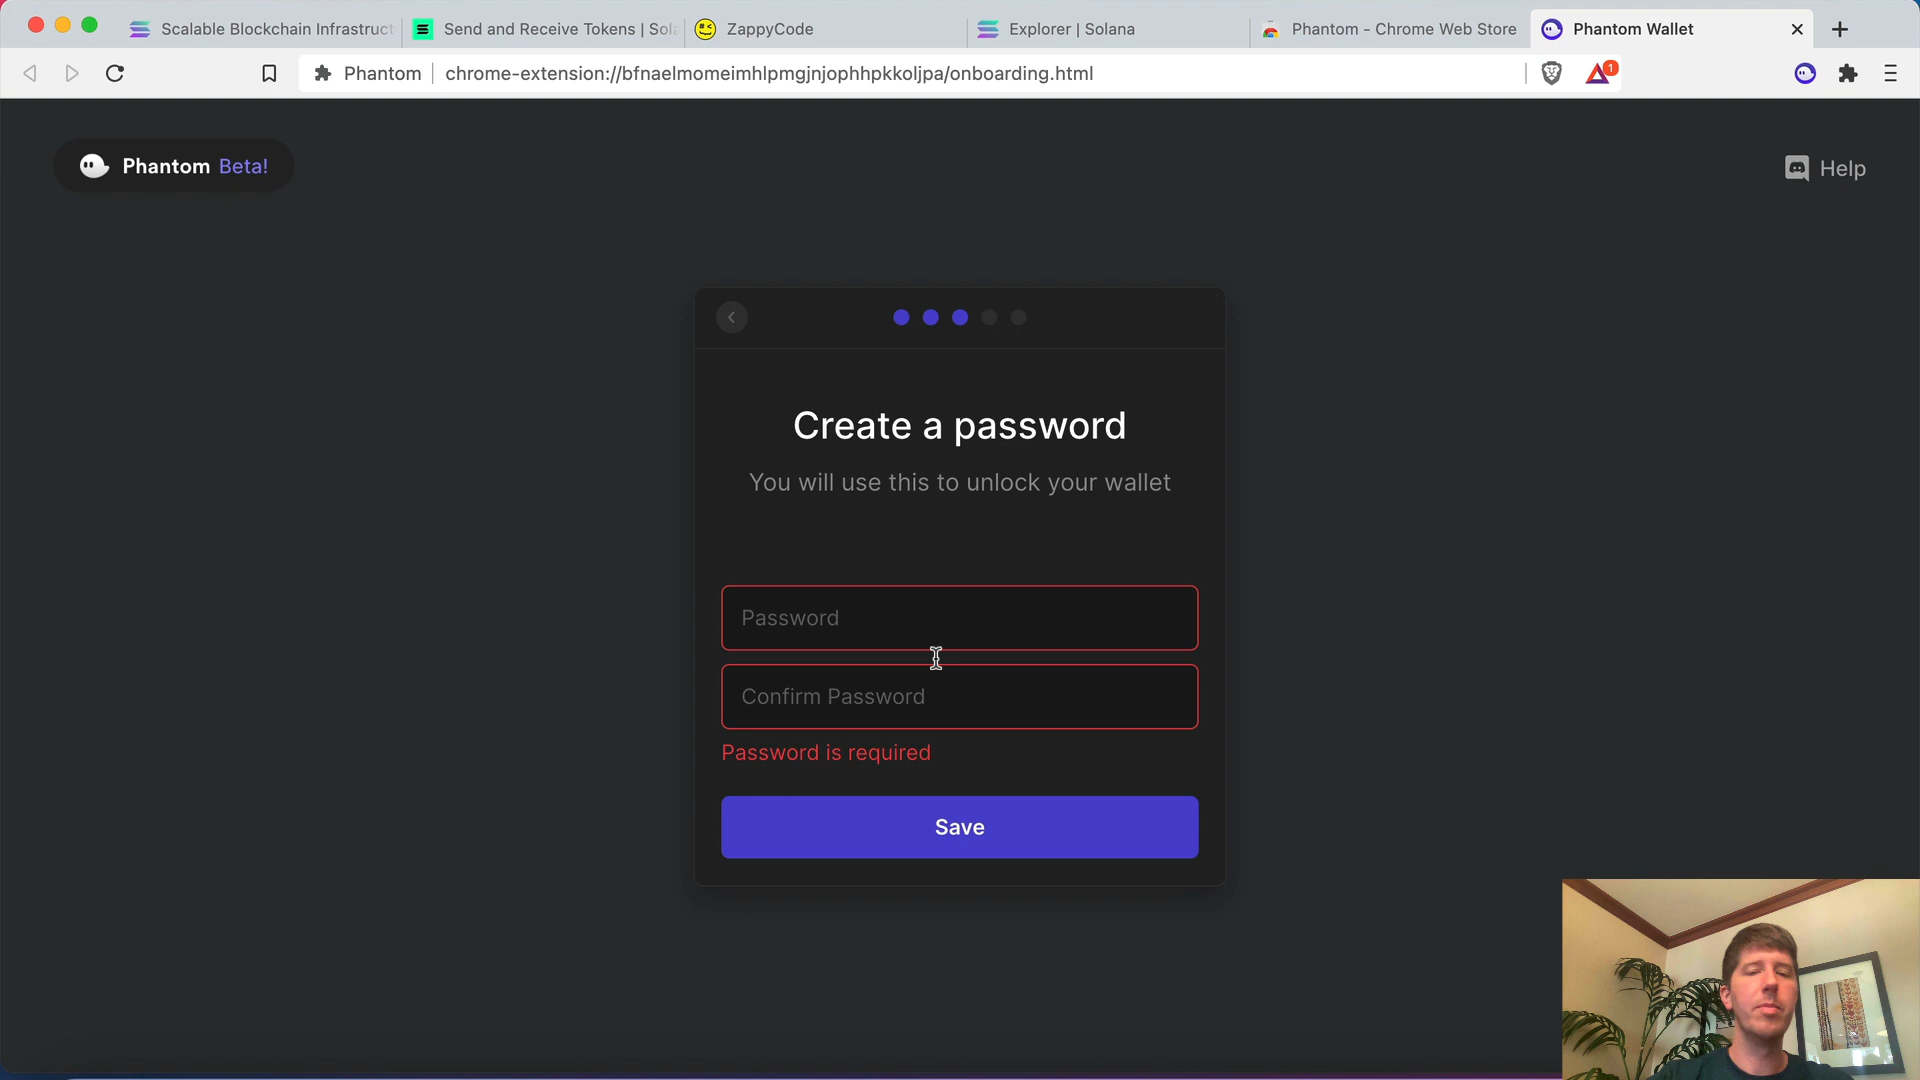 Scalable Blockchain Infrastruct
Send and Receive Tokens | Sola
ZappyCode
Explorer | Solana
Phantom - Chrome Web Store
Phantom Wallet
Phantom
chrome-extension://bfnaelmomeimhlpmgjnjophhpkkoljpa/onboarding.html
1
Phantom Beta!
Help
Create a password
You will use this to unlock your wallet
Password
Confirm Password
Password is required
Save